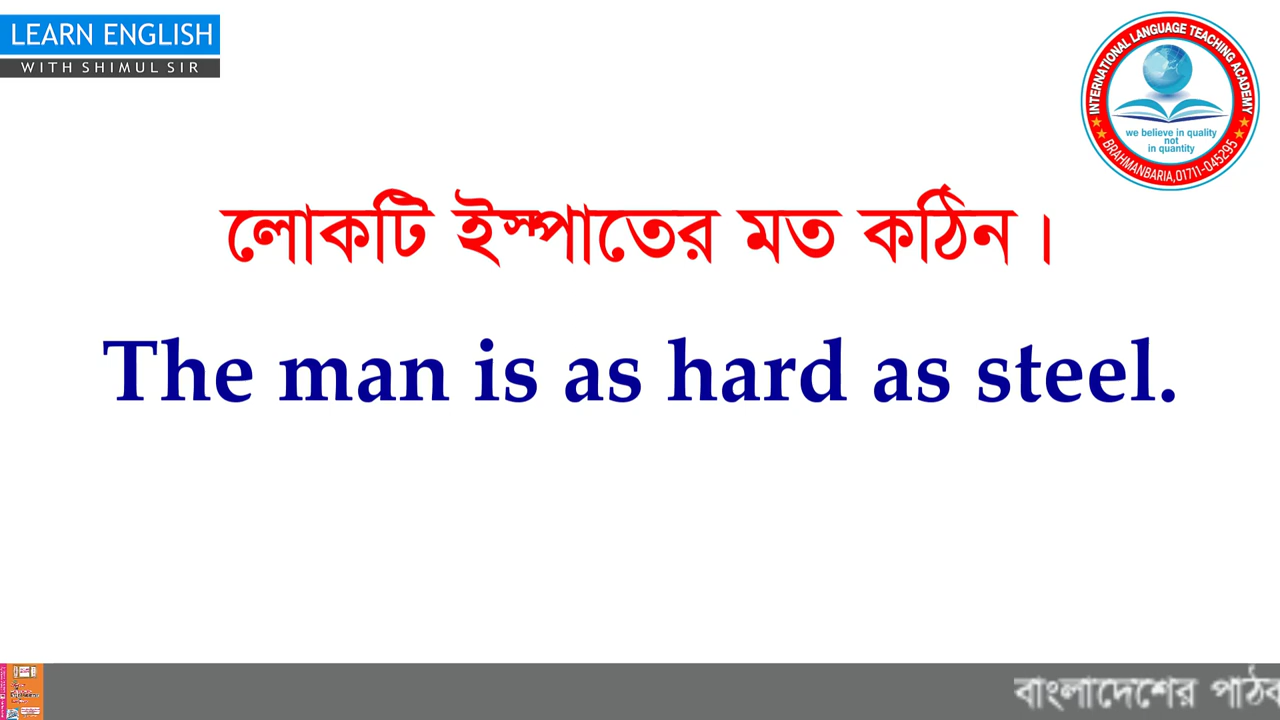 LEARN ENGLISH
WITH SHIMUL SIR
INTERNATIONAL LANGUAGE TEACHING ACADEMY
we believe in quality
not
in quantity
BRAHMANBARIA,01711-045295
লোকটি ইস্পাতের মত কঠিন।
The man is as hard as steel.
বাংলাদেশের